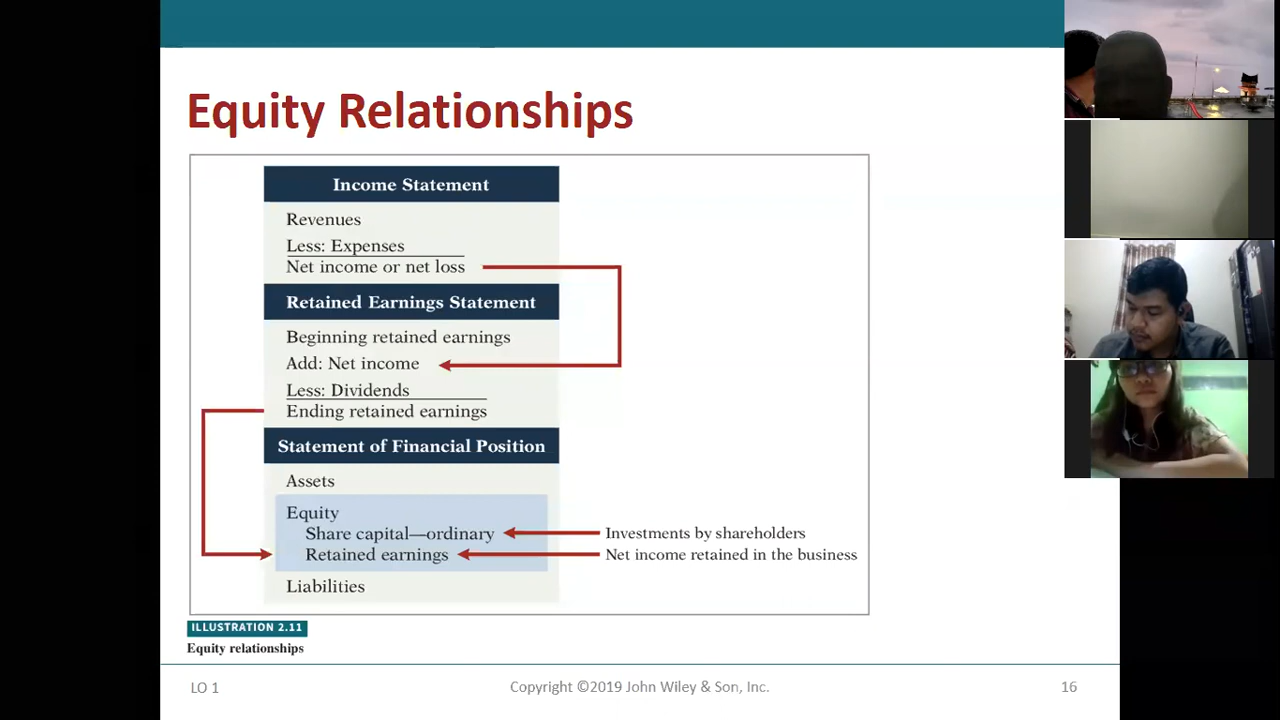 Equity Relationships
Income Statement
Revenues
Less: Expenses
Net income or net loss
Retained Earnings Statement
Beginning retained earnings
Add: Net income
Less: Dividends
Ending retained earnings
Statement of Financial Position
Assets
Equity
Share capital—ordinary
Investments by shareholders
Retained earnings
Net income retained in the business
Liabilities
ILLUSTRATION 2.11
Equity relationships
LO 1
Copyright ©2019 John Wiley & Son, Inc.
16